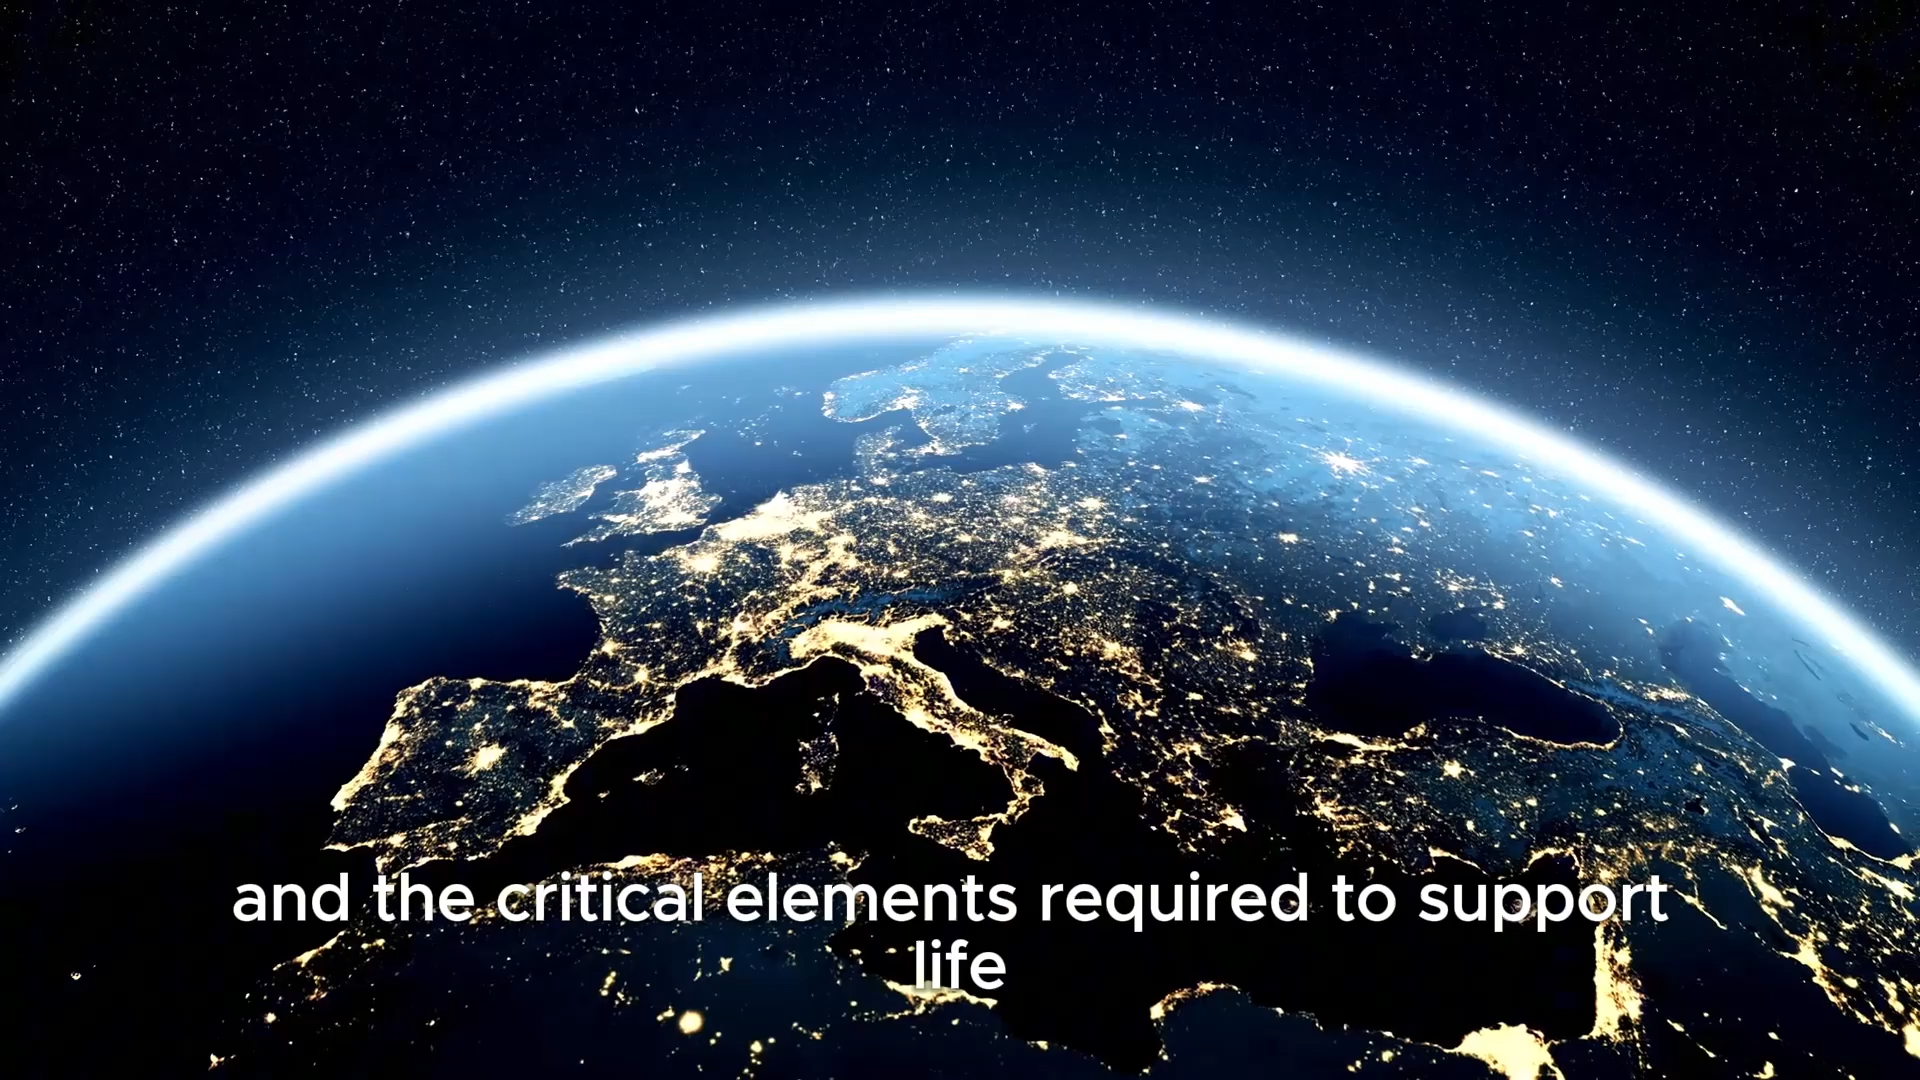 and the critical elements required to support
life